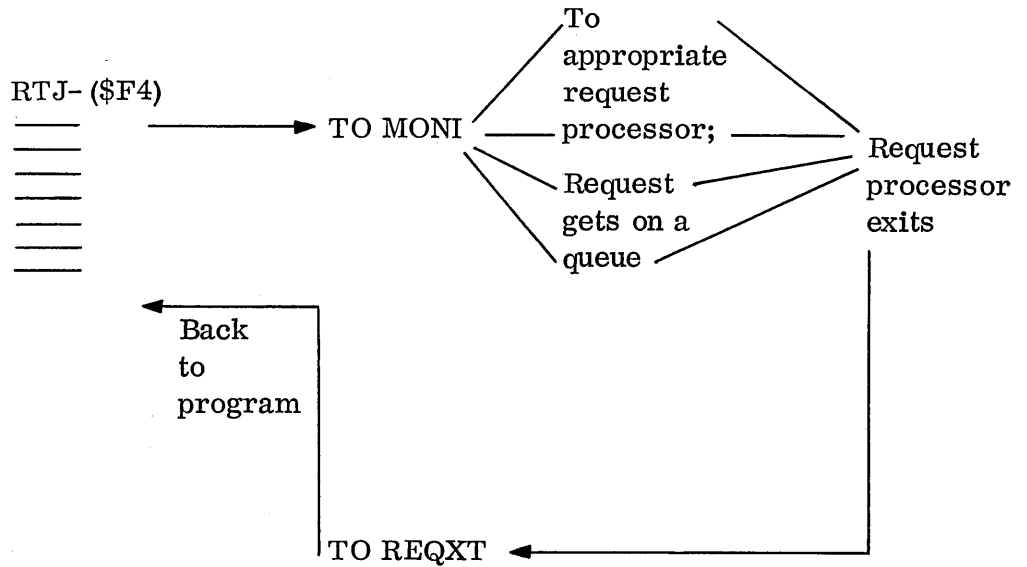 RTJ- ($F4)
TO MONI
To
appropriate
request
processor;
Request
gets on a
queue
Request
processor
exits
Back
to
program
TO REQXT